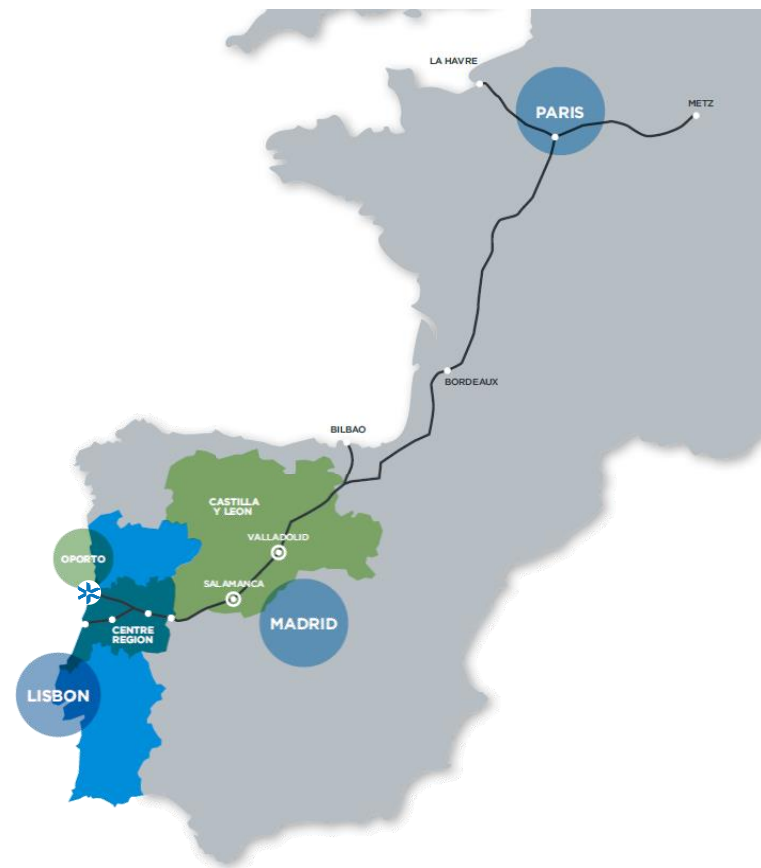 LA HAVRE
PARIS
METZ
BORDEAUX
BILBAO
CASTILLA
Y LEON
VALLADOLID
OPORTO
SALAMANCA
MADRID
CENTRE
REGION
LISBON